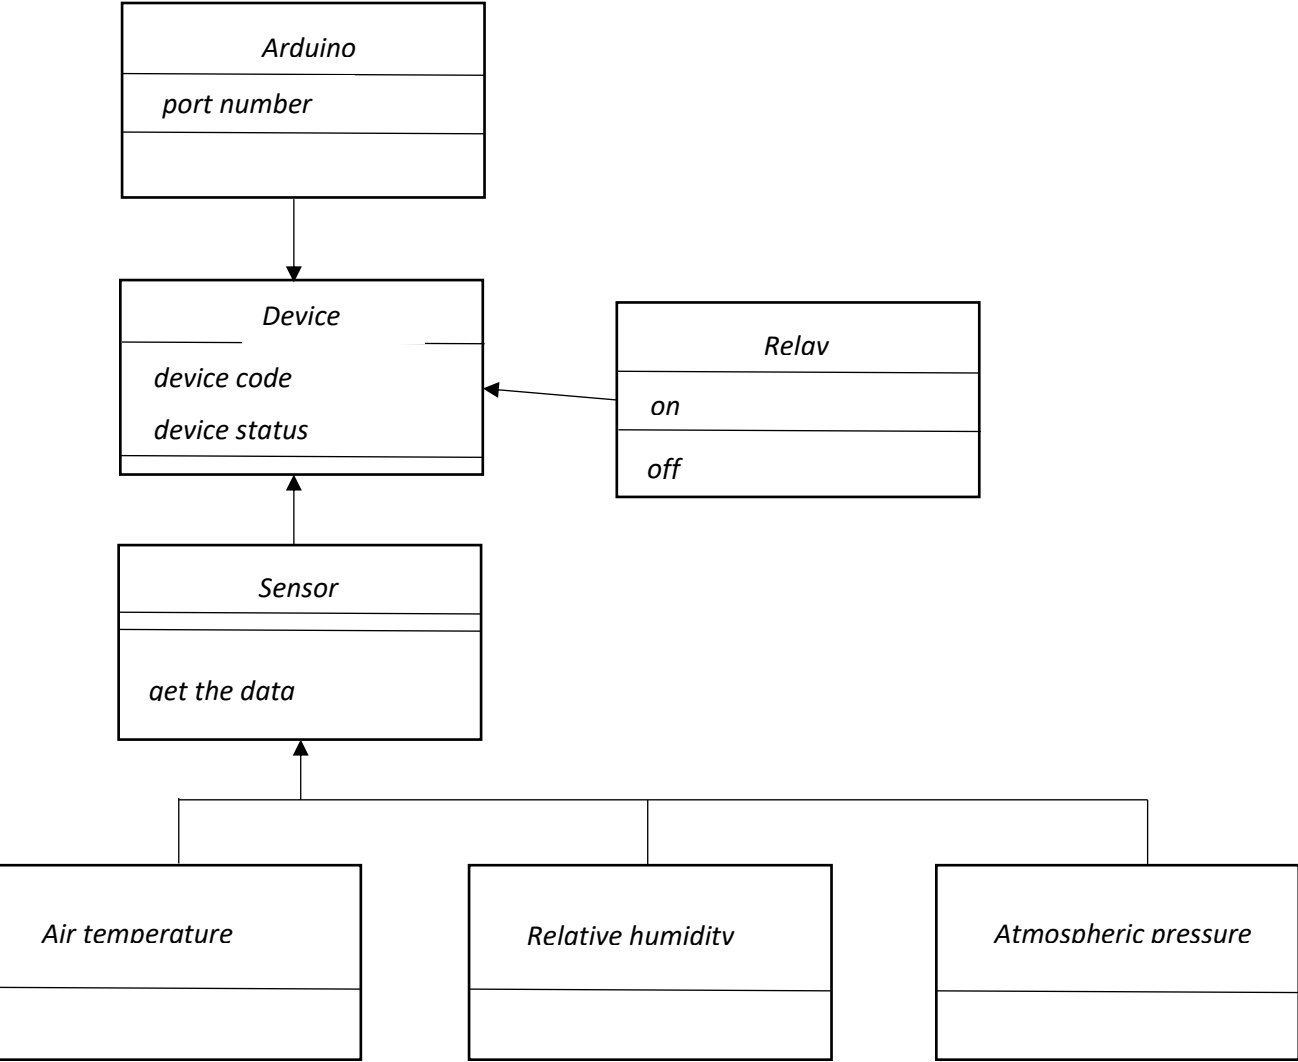 Arduino
port number
Device
device code
device status
Relay
on
off
Sensor
get the data
Air temperature
Relative humidity
Atmospheric pressure